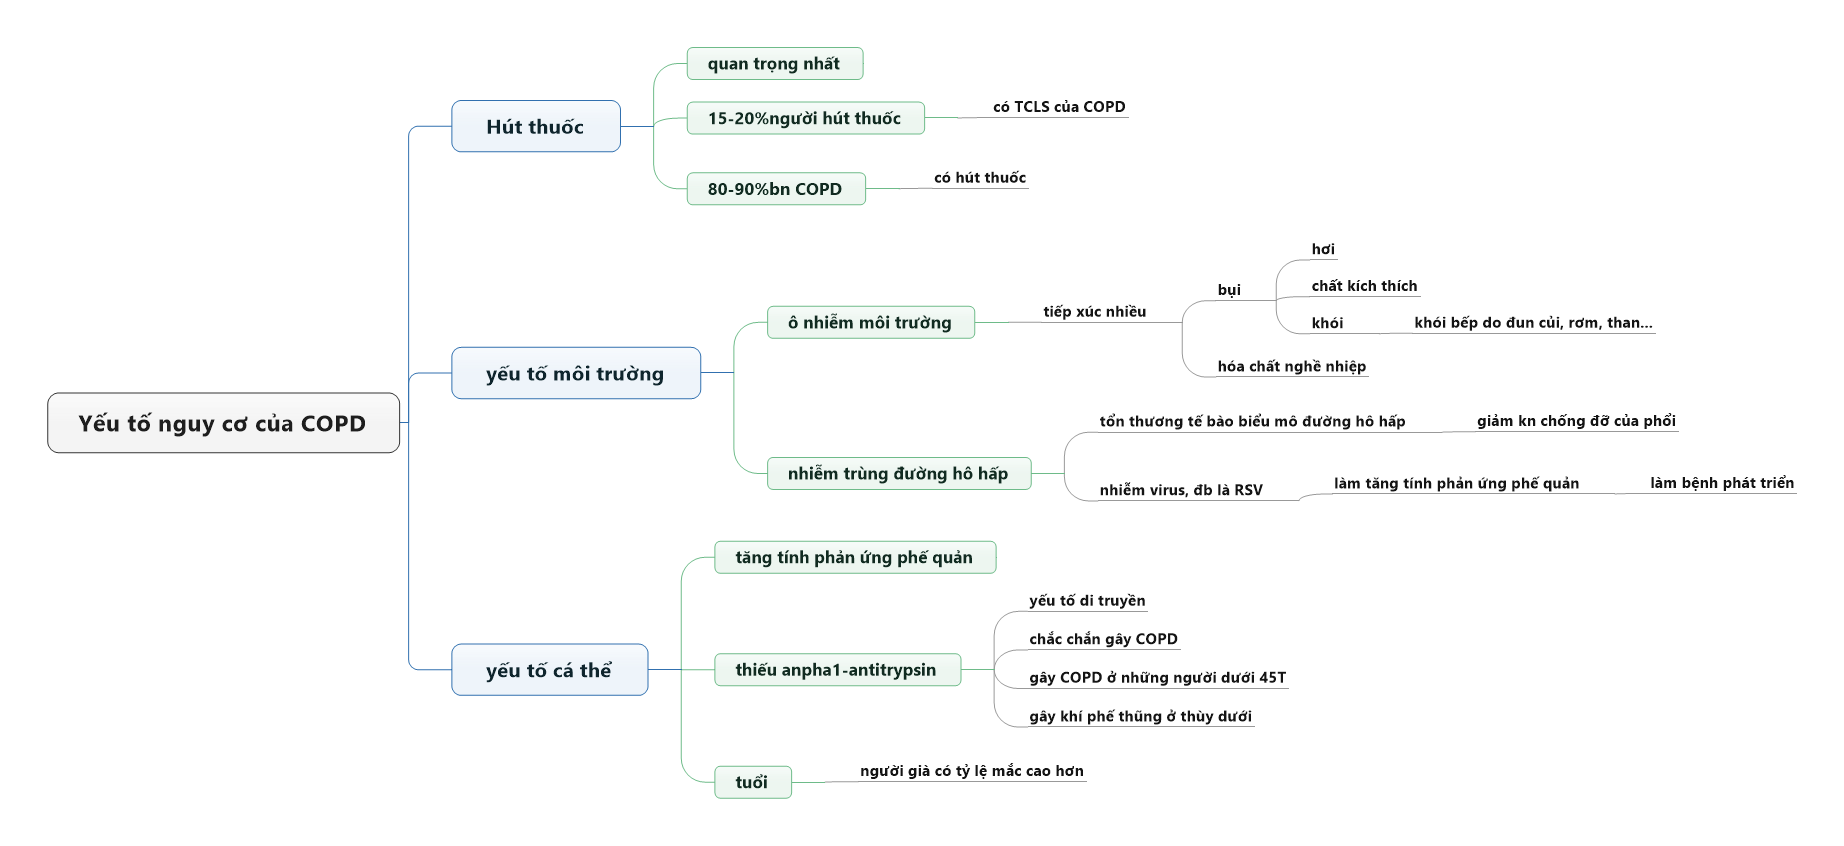 Yếu tố nguy cơ của COPD
Hút thuốc
quan trọng nhất
15-20%người hút thuốc
có TCLS của COPD
80-90%bn COPD
có hút thuốc
yếu tố môi trường
ô nhiễm môi trường
tiếp xúc nhiều
bụi
hơi
chất kích thích
khói
khói bếp do đun củi, rơm, than...
hóa chất nghề nhiệp
nhiễm trùng đường hô hấp
tổn thương tế bào biểu mô đường hô hấp
giảm kn chống đỡ của phổi
nhiễm virus, đb là RSV
làm tăng tính phản ứng phế quản
làm bệnh phát triển
yếu tố cá thể
tăng tính phản ứng phế quản
thiếu anpha1-antitrypsin
yếu tố di truyền
chắc chắn gây COPD
gây COPD ở những người dưới 45T
gây khí phế thũng ở thùy dưới
tuổi
người già có tỷ lệ mắc cao hơn